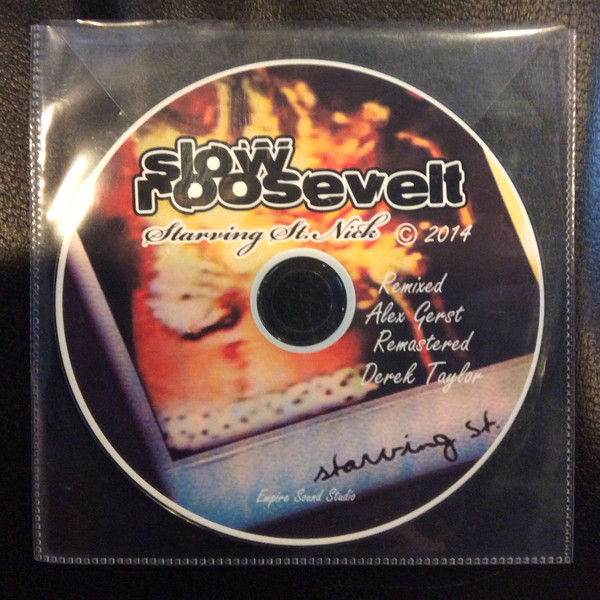 slow
roosevelt
Starving St. Nick © 2014
Remixed
Alex Gerst
Remastered
Derek Taylor
starving St.
Empire Sound Studio